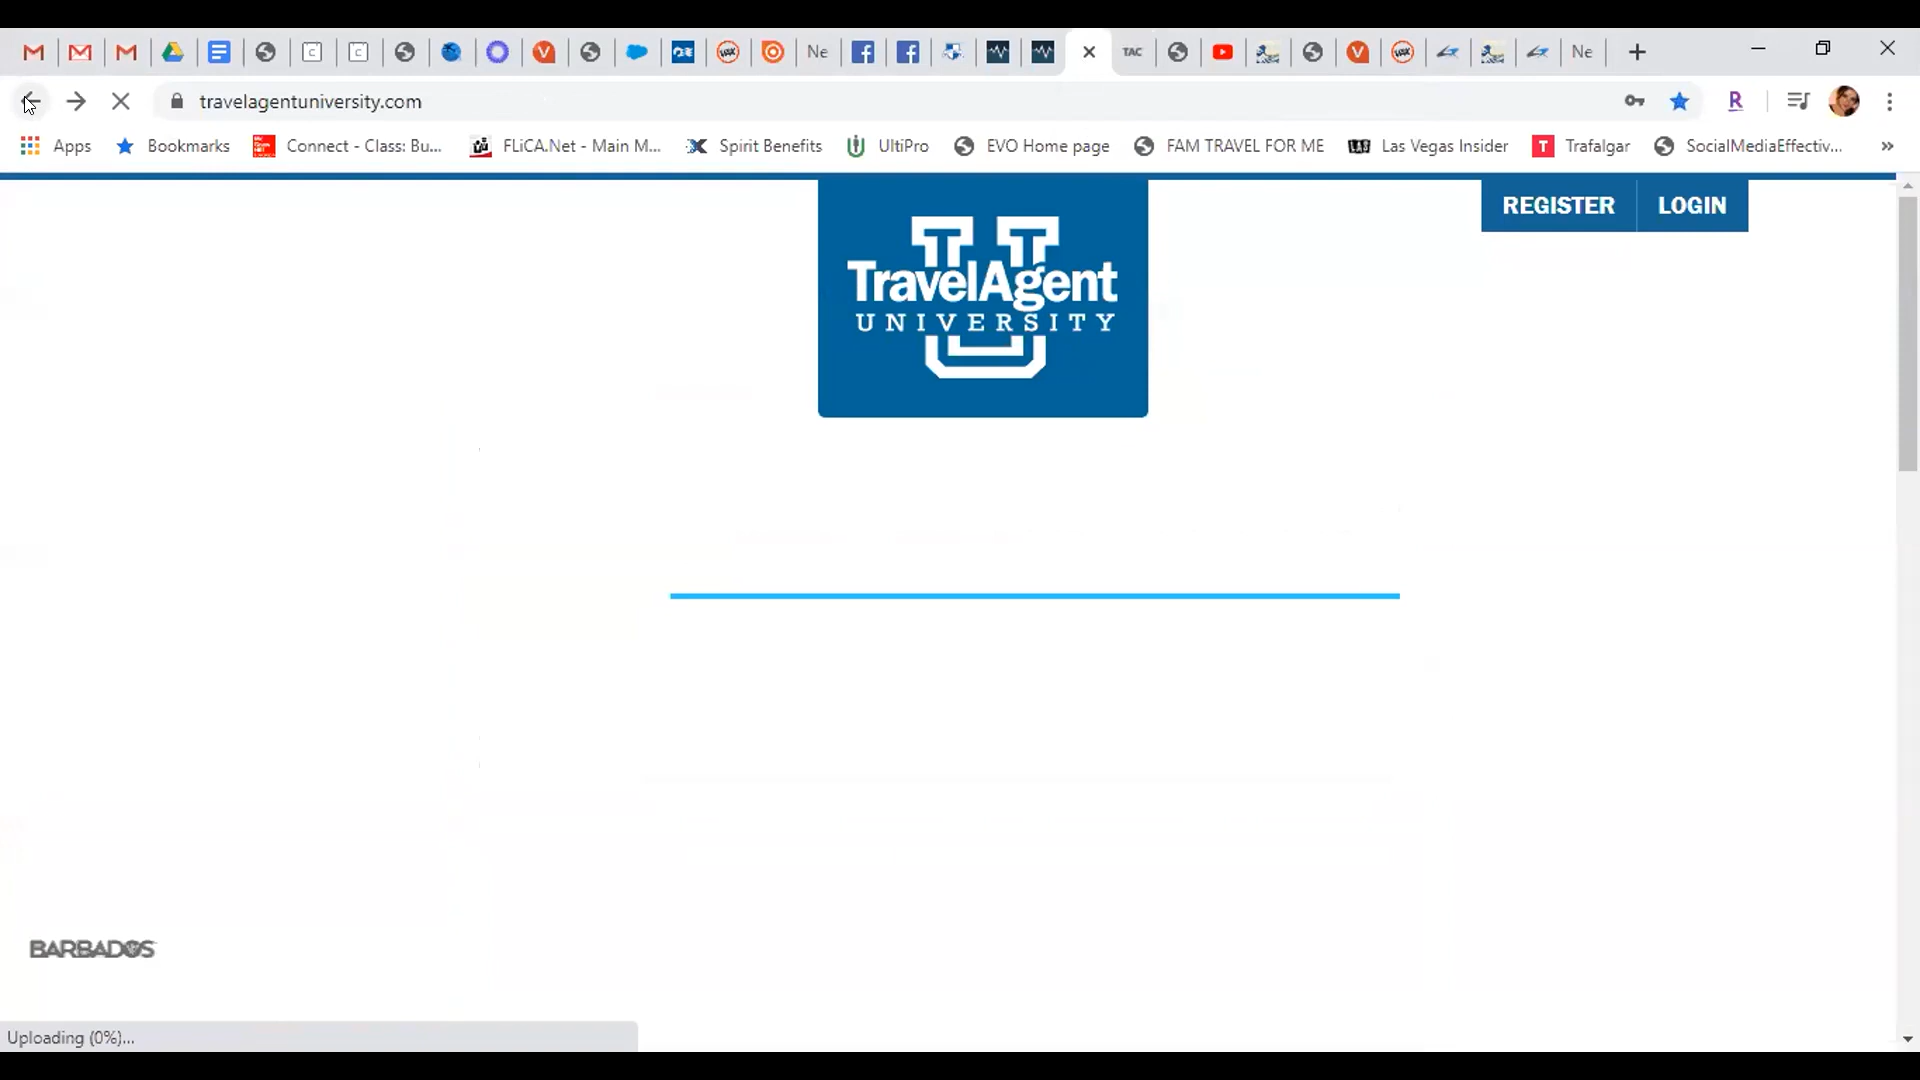 Ne
TAC
Ne
travelagentuniversity.com
Apps
Bookmarks
Connect - Class: Bu...
FLiCA.Net - Main M...
Spirit Benefits
UltiPro
EVO Home page
FAM TRAVEL FOR ME
Las Vegas Insider
Trafalgar
SocialMediaEffectiv...
»
REGISTER
LOGIN
TravelAgent
UNIVERSITY
BARBADOS
Uploading (0%)...